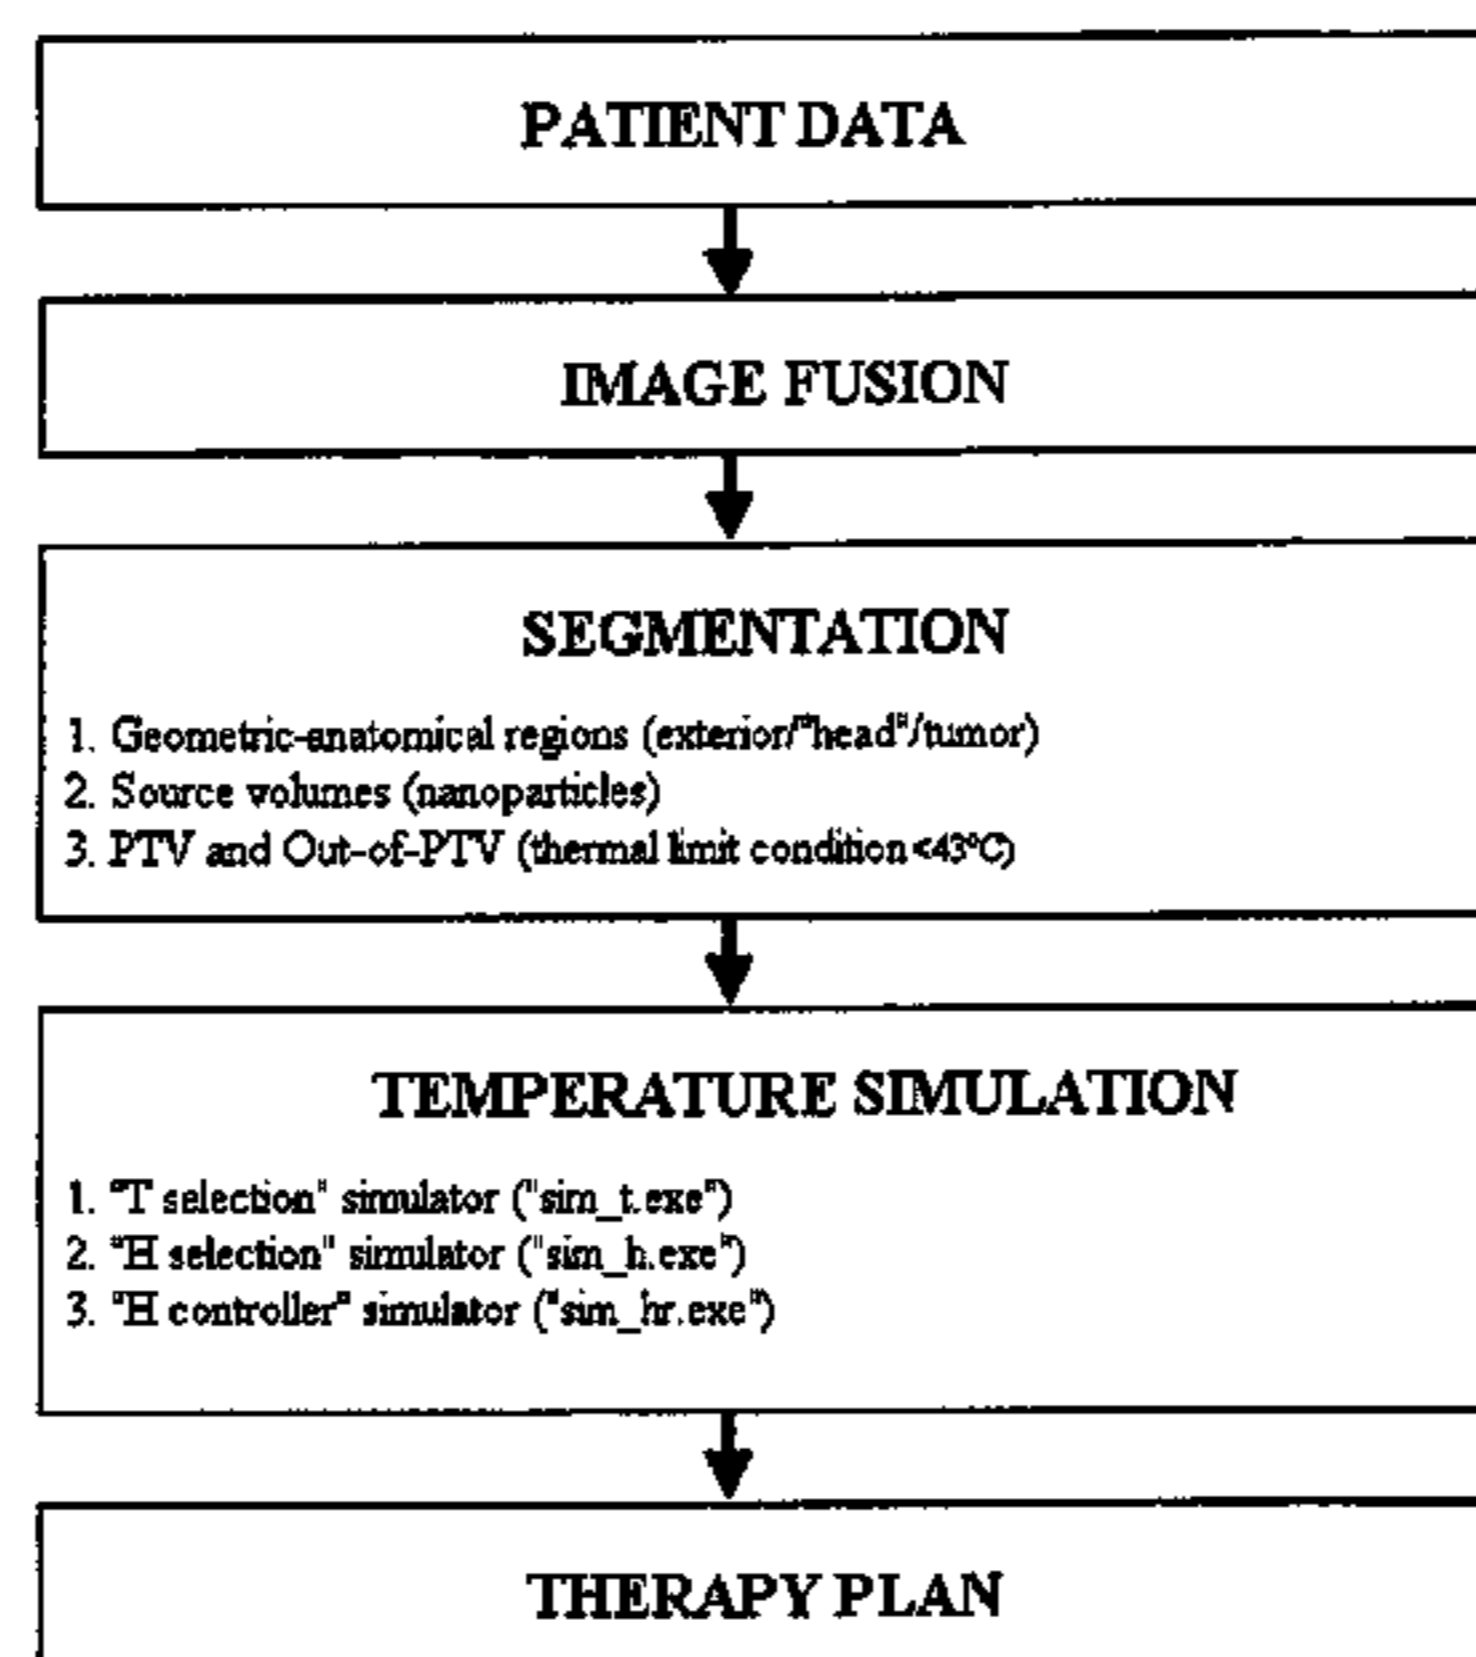 PATIENT DATA
IMAGE FUSION
SEGMENTATION
1. Geometric-anatomical regions (exterior/"head"/tumor)
2. Source volumes (nanoparticles)
3. PTV and Out-of-PTV (thermal limit condition <43ºC)
TEMPERATURE SIMULATION
1. "T selection" simulator ("sim_t.exe")
2. "H selection" simulator ("sim_h.exe")
3. "H controller" simulator ("sim_hr.exe")
THERAPY PLAN